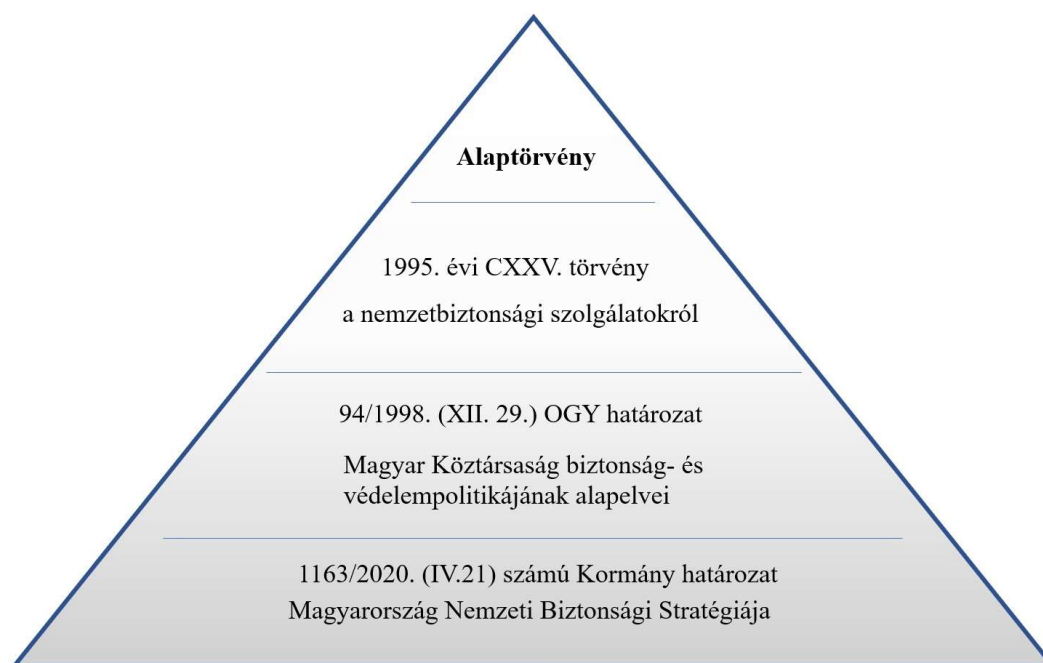 Alaptörvény
1995. évi CXXV. törvény
a nemzetbiztonsági szolgálatokról
94/1998. (XII. 29.) OGY határozat
Magyar Köztársaság biztonság- és
védelempolitikájának alapelvei
1163/2020. (IV.21) számú Kormány határozat
Magyarország Nemzeti Biztonsági Stratégiája